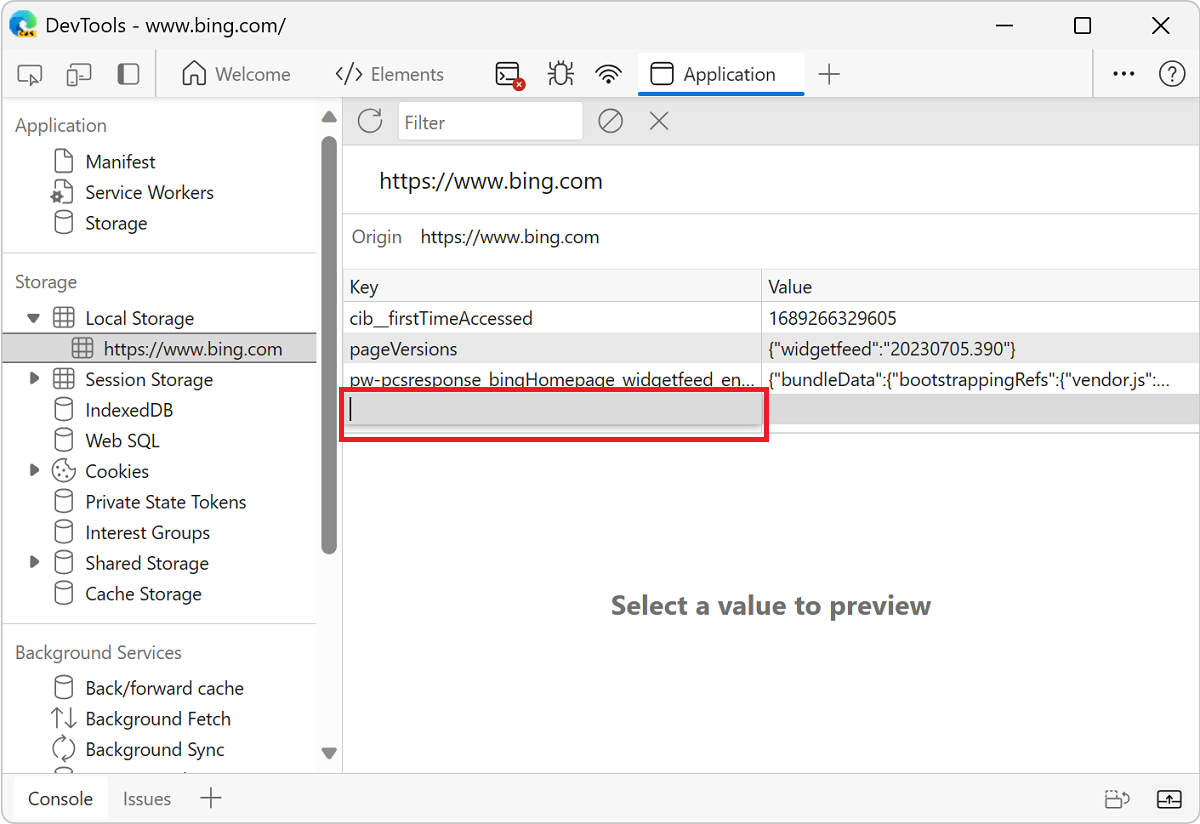 DevTools - www.bing.com/
Welcome
</> Elements
Application
Application
Manifest
Service Workers
Storage
Storage
Local Storage
https://www.bing.com
Session Storage
IndexedDB
Web SQL
Cookies
Private State Tokens
Interest Groups
Shared Storage
Cache Storage
Background Services
Back/forward cache
Background Fetch
Background Sync
Filter
https://www.bing.com
Origin https://www.bing.com
Key Value
cib__firstTimeAccessed 1689266329605
pageVersions {"widgetfeed":"20230705.390"}
pw-pcsresponse_bingHomepage_widgetfeed_en... {"bundleData":{"bootstrappingRefs":{"vendor.js":...
Select a value to preview
Console Issues